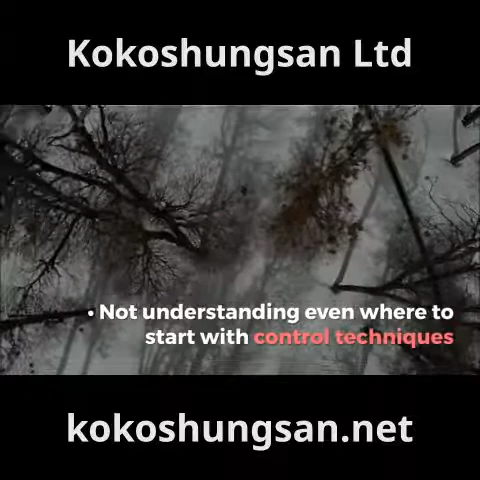 Kokoshungsan Ltd
• Not understanding even where to
start with control techniques
kokoshungsan.net